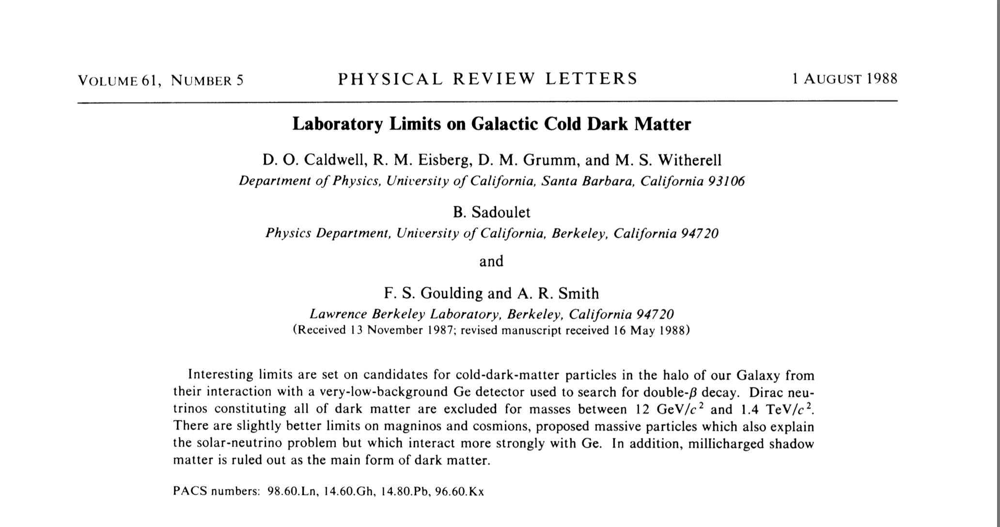 VOLUME 61, NUMBER 5 PHYSICAL REVIEW LETTERS 1 AUGUST 1988
Laboratory Limits on Galactic Cold Dark Matter
D. O. Caldwell, R. M. Eisberg, D. M. Grumm, and M. S. Witherell
Department of Physics, University of California, Santa Barbara, California 93106
B. Sadoulet
Physics Department, University of California, Berkeley, California 94720
and
F. S. Goulding and A. R. Smith
Lawrence Berkeley Laboratory, Berkeley, California 94720
(Received 13 November 1987; revised manuscript received 16 May 1988)
Interesting limits are set on candidates for cold-dark-matter particles in the halo of our Galaxy from
their interaction with a very-low-background Ge detector used to search for double-β decay. Dirac neu-
trinos constituting all of dark matter are excluded for masses between 12 GeV/c² and 1.4 TeV/c².
There are slightly better limits on magninos and cosmions, proposed massive particles which also explain
the solar-neutrino problem but which interact more strongly with Ge. In addition, millicharged shadow
matter is ruled out as the main form of dark matter.
PACS numbers: 98.60.Ln, 14.60.Gh, 14.80.Pb, 96.60.Kx